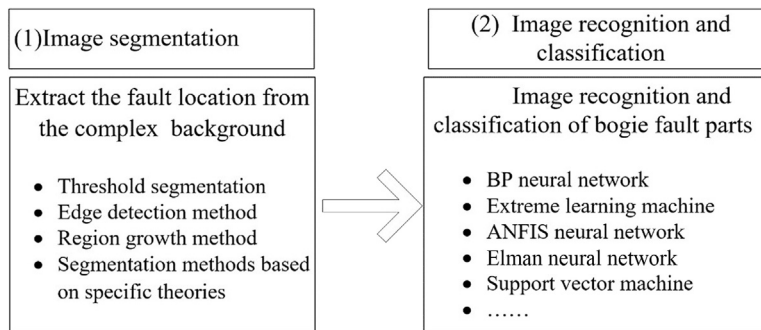 (1)Image segmentation
Extract the fault location from
the complex background
• Threshold segmentation
• Edge detection method
• Region growth method
• Segmentation methods based
on specific theories
(2) Image recognition and
classification
Image recognition and
classification of bogie fault parts
• BP neural network
• Extreme learning machine
• ANFIS neural network
• Elman neural network
• Support vector machine
• ……